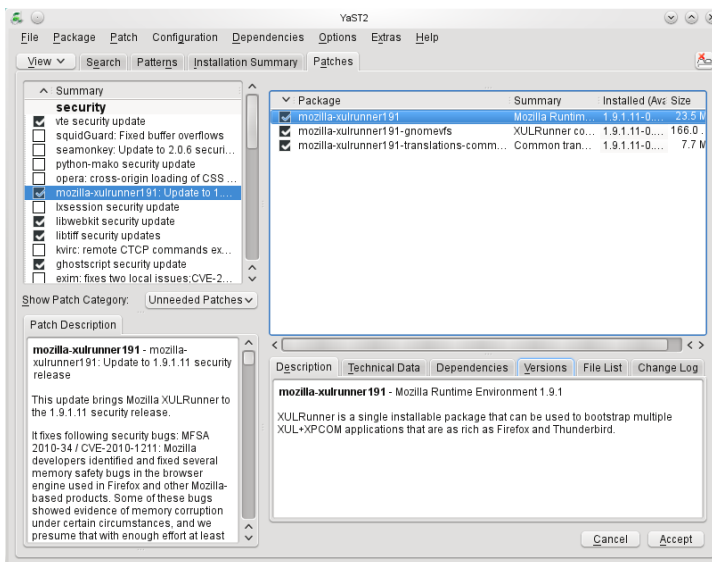 YaST2
File Package Patch Configuration Dependencies Options Extras Help
View Search Patterns Installation Summary Patches
Summary
security
vte security update
squidGuard: Fixed buffer overflows
seamonkey: Update to 2.0.6 securi...
python-mako security update
opera: cross-origin loading of CSS ...
mozilla-xulrunner191: Update to 1....
lxsession security update
libwebkit security update
libtiff security updates
kvirc: remote CTCP commands ex...
ghostscript security update
exim: fixes two local issues;CVE-2...
Show Patch Category: Unneeded Patches
Patch Description
mozilla-xulrunner191 - mozilla-
xulrunner191: Update to 1.9.1.11 security
release
This update brings Mozilla XULRunner to
the 1.9.1.11 security release.
It fixes following security bugs: MFSA
2010-34 / CVE-2010-1211: Mozilla
developers identified and fixed several
memory safety bugs in the browser
engine used in Firefox and other Mozilla-
based products. Some of these bugs
showed evidence of memory corruption
under certain circumstances, and we
presume that with enough effort at least
Package Summary Installed (Ava Size
mozilla-xulrunner191 Mozilla Runtim... 1.9.1.11-0.... 23.5 M
mozilla-xulrunner191-gnomevfs XULRunner co... 1.9.1.11-0.... 166.0 .
mozilla-xulrunner191-translations-comm... Common tran... 1.9.1.11-0.... 7.7 M
Description Technical Data Dependencies Versions File List Change Log
mozilla-xulrunner191 - Mozilla Runtime Environment 1.9.1
XULRunner is a single installable package that can be used to bootstrap multiple
XUL+XPCOM applications that are as rich as Firefox and Thunderbird.
Cancel Accept